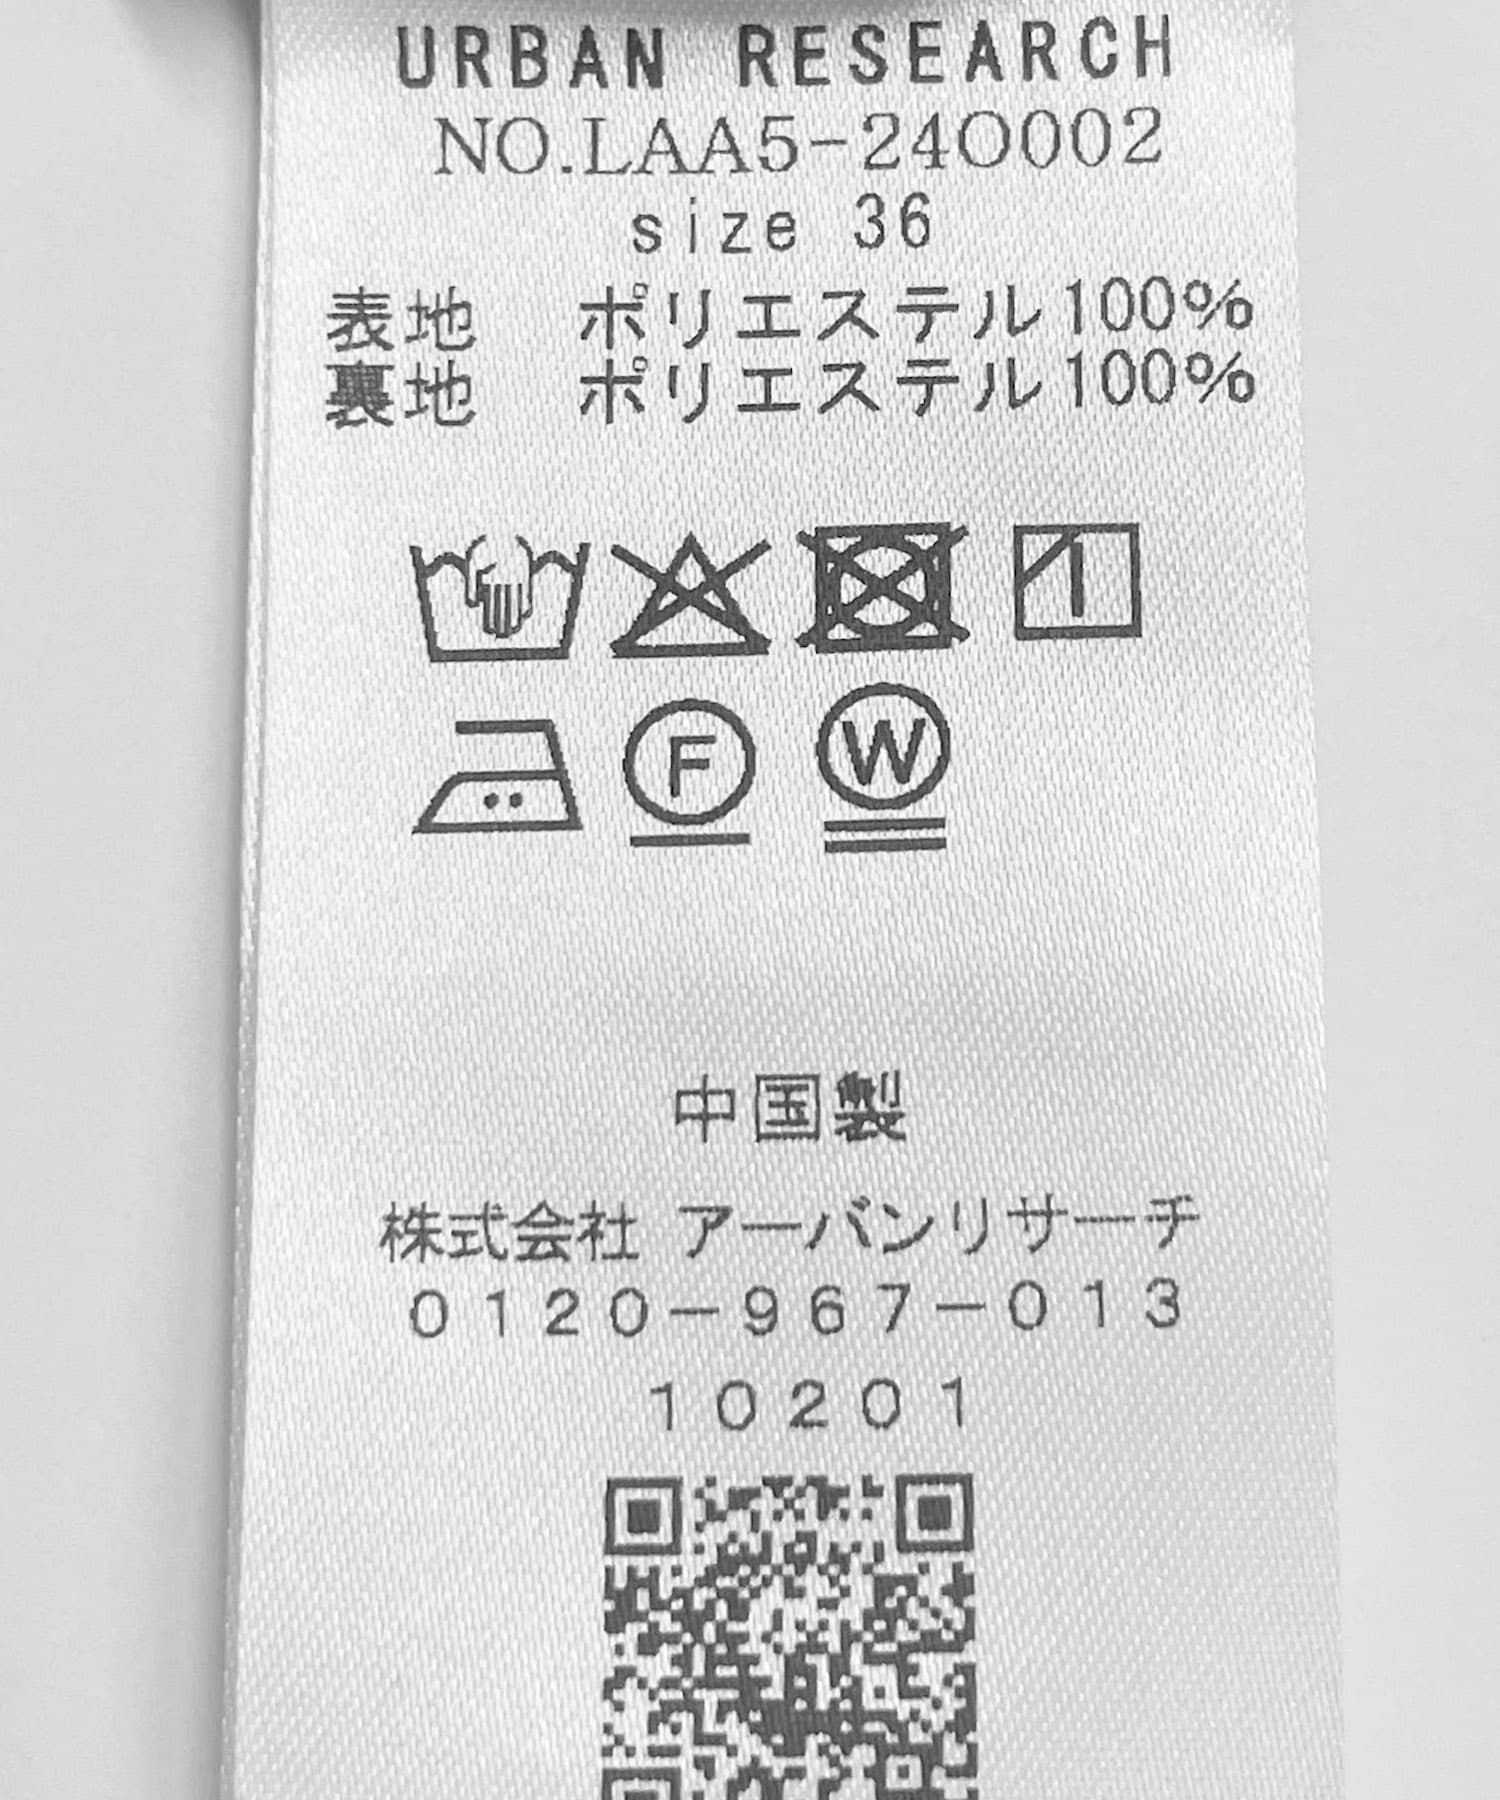 URBAN RESEARCH
NO.LAA5-24O002
size 36
表地 ポリエステル100%
裏地 ポリエステル100%
F W
中国製
株式会社 アーバンリサーチ
0120-967-013
10201